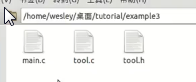 /home/wesley/桌面/tutorial/example3
main.c tool.c tool.h